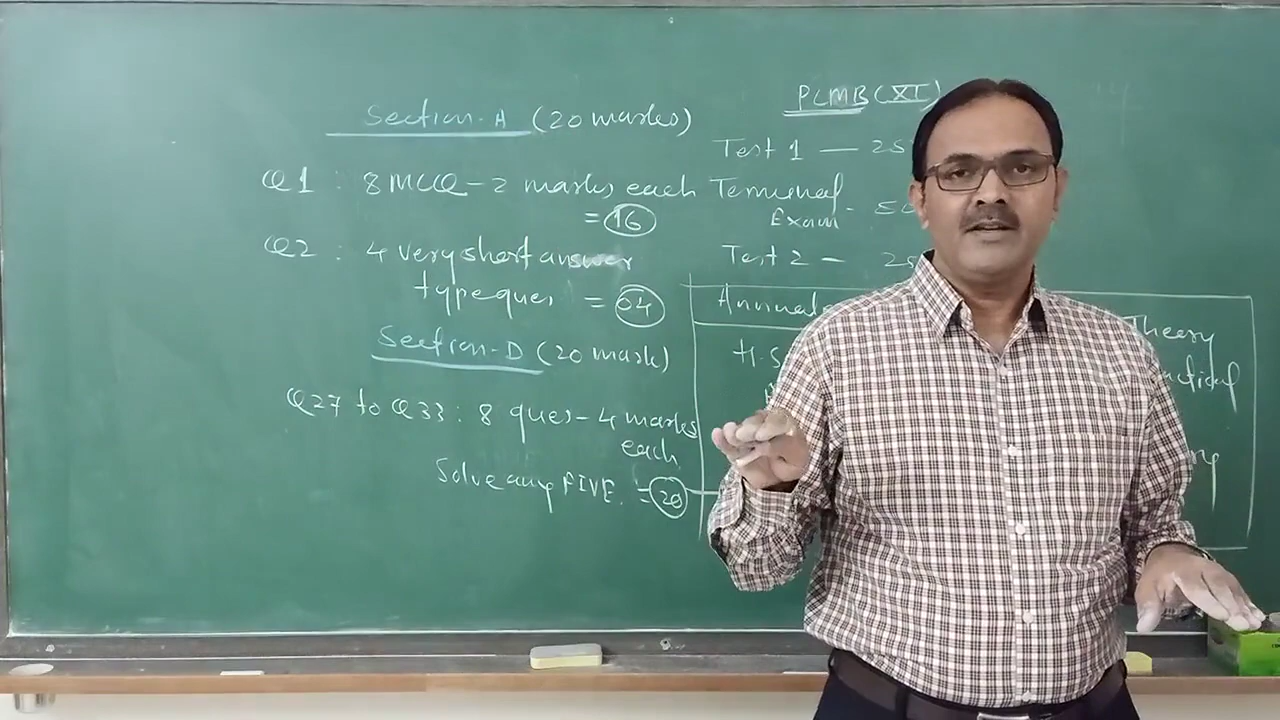 Section-A (20 marks)
Q1 : 8 MCQ - 2 marks each
= 16
Q2 : 4 very short answer
type ques = 04
Section-D (20 mark)
Q27 to Q33 : 8 ques - 4 marks
each
Solve any FIVE. = 20
PCMB (XI)
Test 1 — 25
Terminal
Exam - 50
Test 2 - 25
Annual
Theory